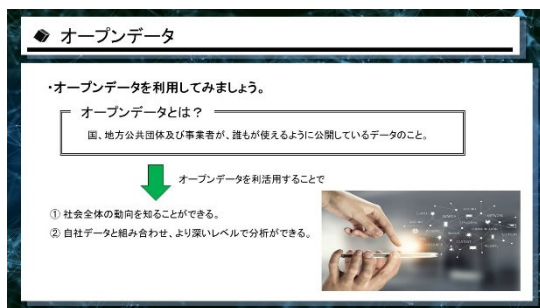 オープンデータ
・オープンデータを利用してみましょう。
オープンデータとは？
国、地方公共団体及び事業者が、誰もが使えるように公開しているデータのこと。
オープンデータを利活用することで
① 社会全体の動向を知ることができる。
② 自社データと組み合わせ、より深いレベルで分析ができる。